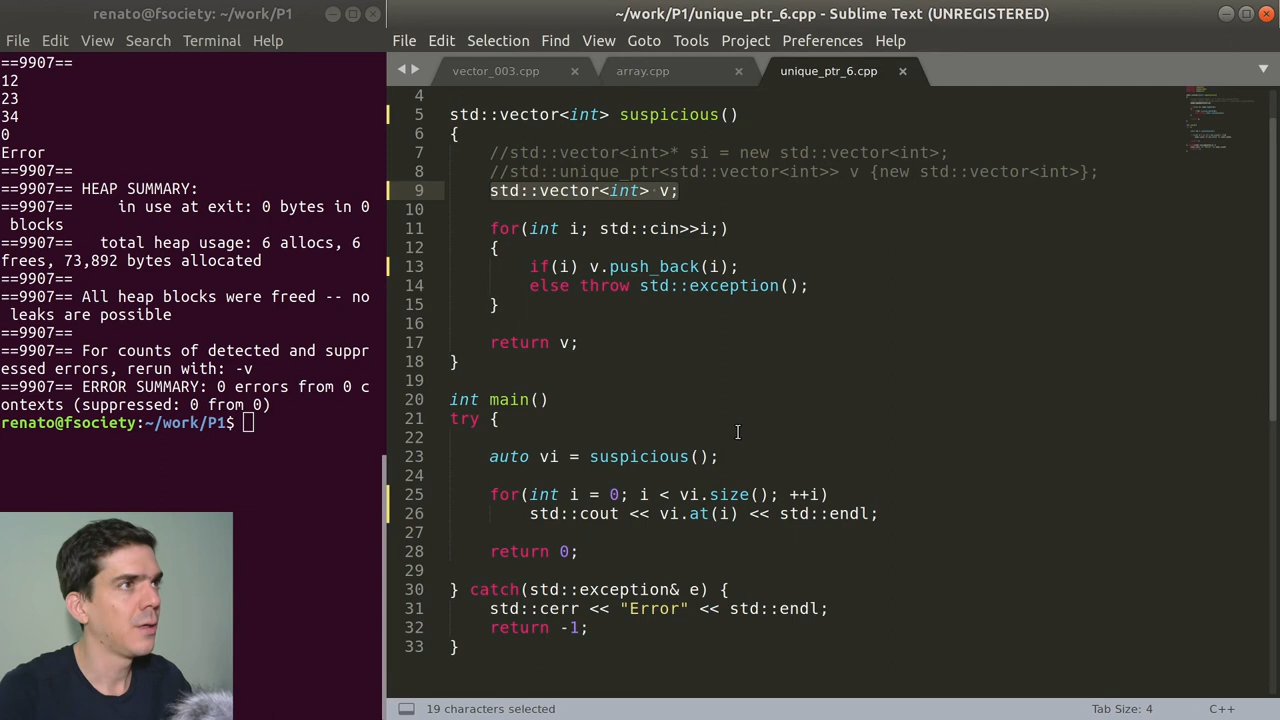 renato@fsociety: ~/work/P1
File Edit View Search Terminal Help
==9907==
12
23
34
0
Error
==9907==
==9907== HEAP SUMMARY:
==9907==     in use at exit: 0 bytes in 0
 blocks
==9907==   total heap usage: 6 allocs, 6
frees, 73,892 bytes allocated
==9907==
==9907== All heap blocks were freed -- no
leaks are possible
==9907==
==9907== For counts of detected and suppr
essed errors, rerun with: -v
==9907== ERROR SUMMARY: 0 errors from 0 c
ontexts (suppressed: 0 from 0)
renato@fsociety:~/work/P1$
~/work/P1/unique_ptr_6.cpp - Sublime Text (UNREGISTERED)
File Edit Selection Find View Goto Tools Project Preferences Help
vector_003.cpp × array.cpp × unique_ptr_6.cpp ×
4
5 std::vector<int> suspicious()
6 {
7     //std::vector<int>* si = new std::vector<int>;
8     //std::unique_ptr<std::vector<int>> v {new std::vector<int>};
9     std::vector<int> v;
10
11     for(int i; std::cin>>i;)
12     {
13         if(i) v.push_back(i);
14         else throw std::exception();
15     }
16
17     return v;
18 }
19
20 int main()
21 try {
22
23     auto vi = suspicious();
24
25     for(int i = 0; i < vi.size(); ++i)
26         std::cout << vi.at(i) << std::endl;
27
28     return 0;
29
30 } catch(std::exception& e) {
31     std::cerr << "Error" << std::endl;
32     return -1;
33 }
19 characters selected
Tab Size: 4
C++